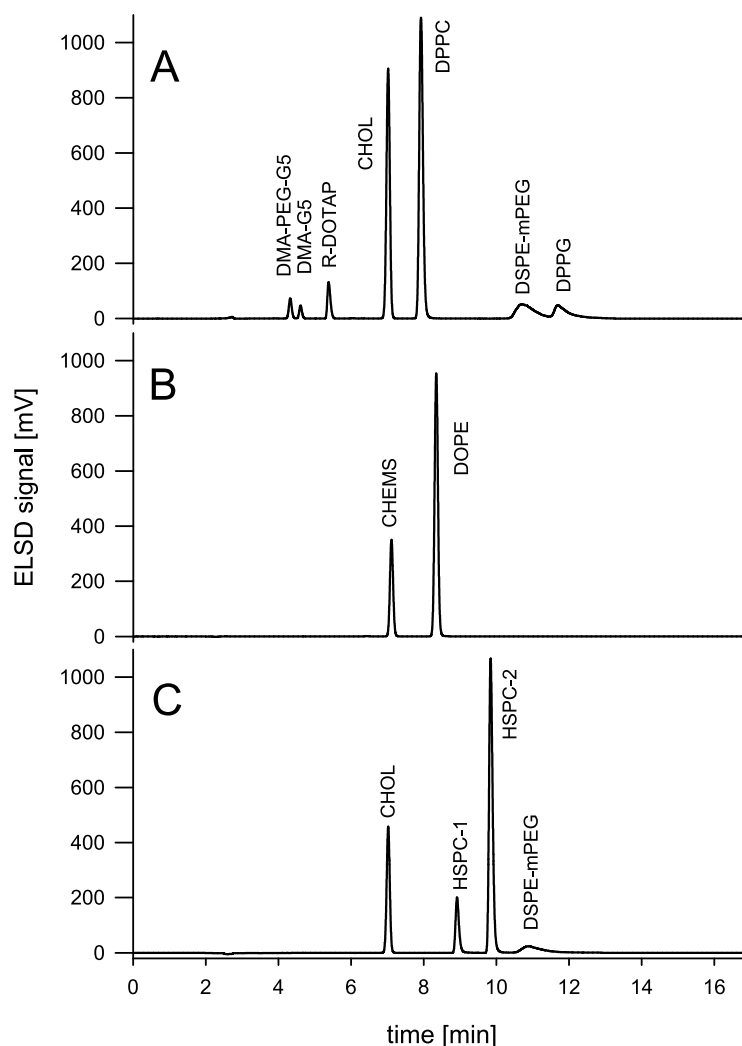 A
1000
800
600
400
200
0
DMA-PEG-G5
DMA-G5
R-DOTAP
CHOL
DPPC
DSPE-mPEG
DPPG
B
1000
800
600
400
200
0
CHEMS
DOPE
ELSD signal [mV]
C
1000
800
600
400
200
0
CHOL
HSPC-1
HSPC-2
DSPE-mPEG
0 2 4 6 8 10 12 14 16
time [min]